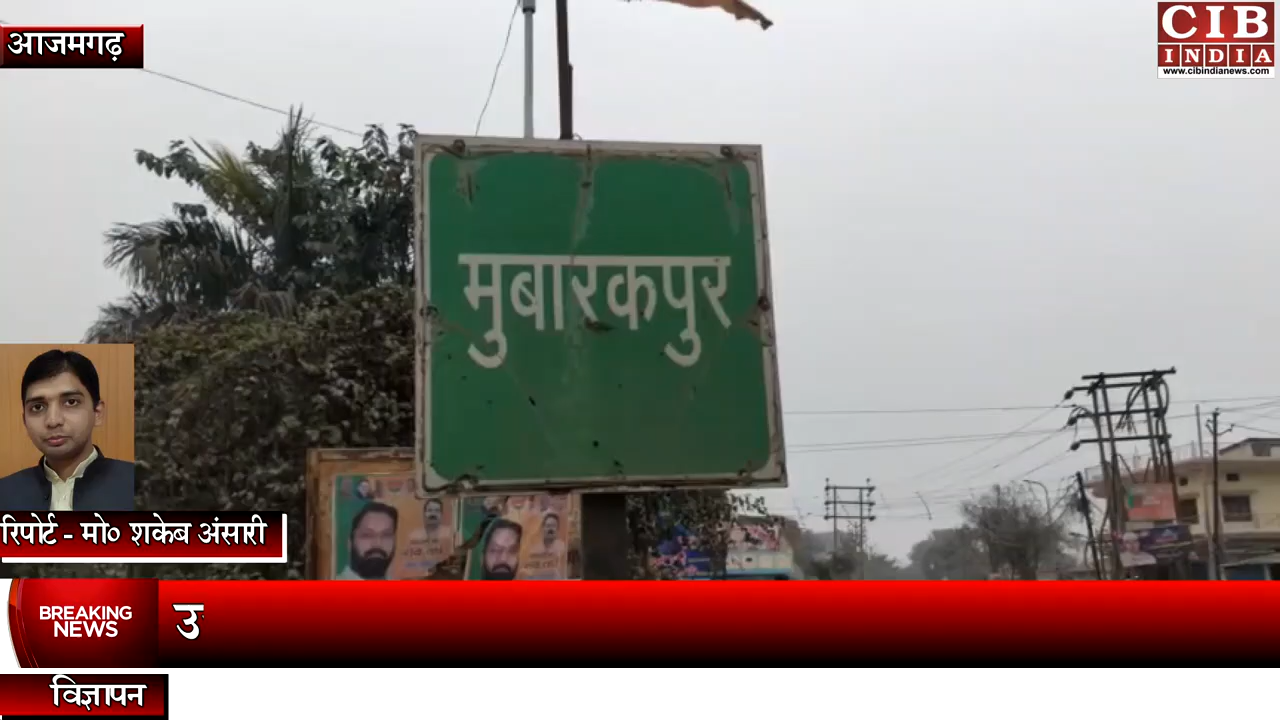 आजमगढ़
CIB
INDIA
www.cibindianews.com
मुबारकपुर
रिपोर्ट - मो० शकेब अंसारी
BREAKING
NEWS
उ
विज्ञापन